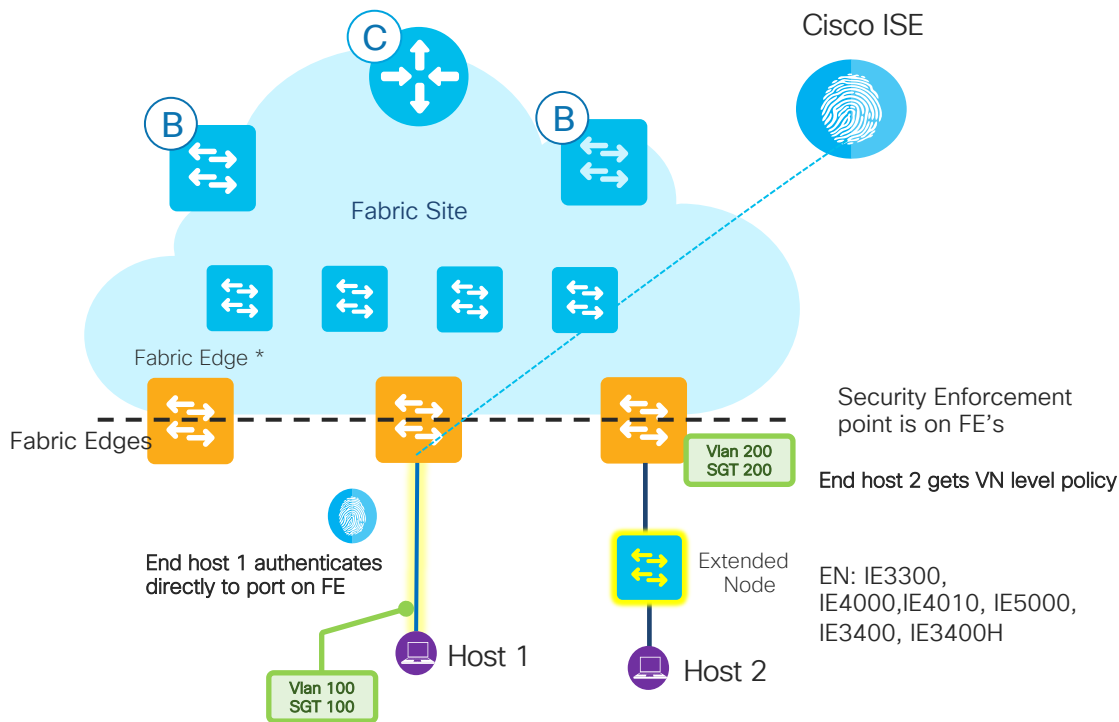 Cisco ISE
C
B
B
Fabric Site
Fabric Edge *
Fabric Edges
Security Enforcement
point is on FE's
Vlan 200
SGT 200
End host 2 gets VN level policy
End host 1 authenticates
directly to port on FE
Extended
Node
EN: IE3300,
IE4000,IE4010, IE5000,
IE3400, IE3400H
Host 1
Host 2
Vlan 100
SGT 100